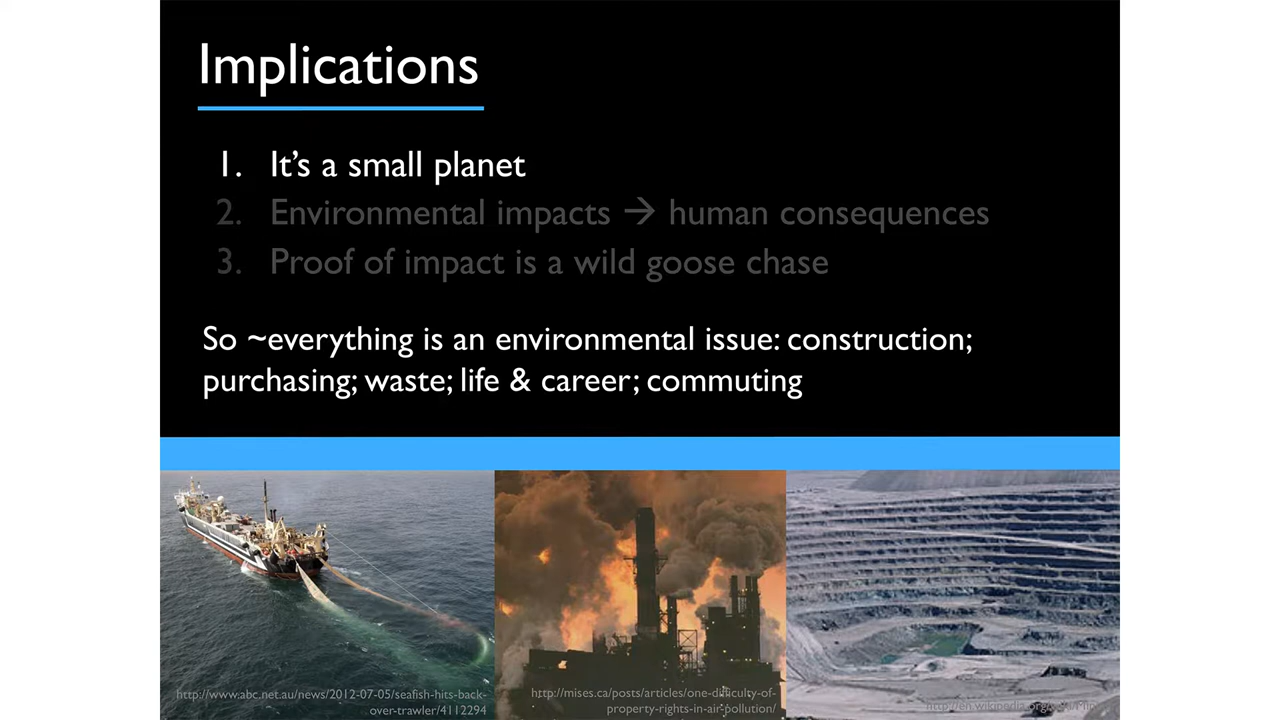 Implications
1. It's a small planet
2. Environmental impacts → human consequences
3. Proof of impact is a wild goose chase
So ~everything is an environmental issue: construction;
purchasing; waste; life & career; commuting
http://www.abc.net.au/news/2012-07-05/seafish-hits-back-
over-trawler/4112294
http://mises.ca/posts/articles/one-difficulty-of-
property-rights-in-air-pollution/